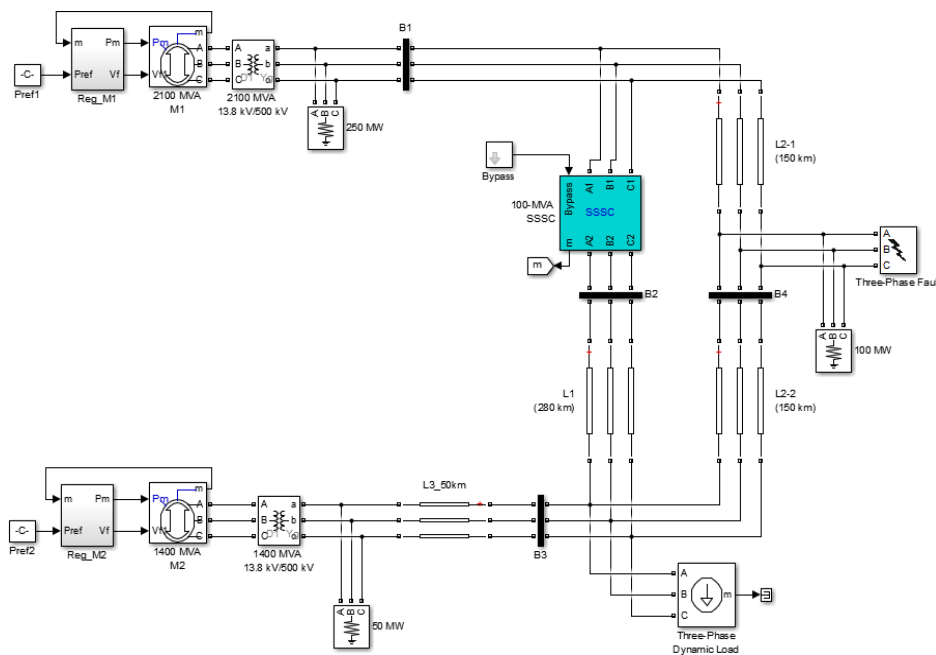 B1
m
Pref
Pm
Vf
-C-
Pref1
Reg_M1
Pm
Vf1
m
A
B
C
2100 MVA
M1
A
B
C
a
b
c
2100 MVA
13.8 kV/500 kV
A
B
C
250 MW
Bypass
100-MVA
SSSC
Bypass
A1
B1
C1
SSSC
m
A2
B2
C2
m
B2
B4
L2-1
(150 km)
A
B
C
Three-Phase Faul
A
B
C
100 MW
L1
(280 km)
L2-2
(150 km)
m
Pref
Pm
Vf
-C-
Pref2
Reg_M2
Pm
Vf1
m
A
B
C
1400 MVA
M2
A
B
C
a
b
c
1400 MVA
13.8 kV/500 kV
L3_50km
B3
A
B
C
50 MW
A
B
C
m
Three-Phase
Dynamic Load